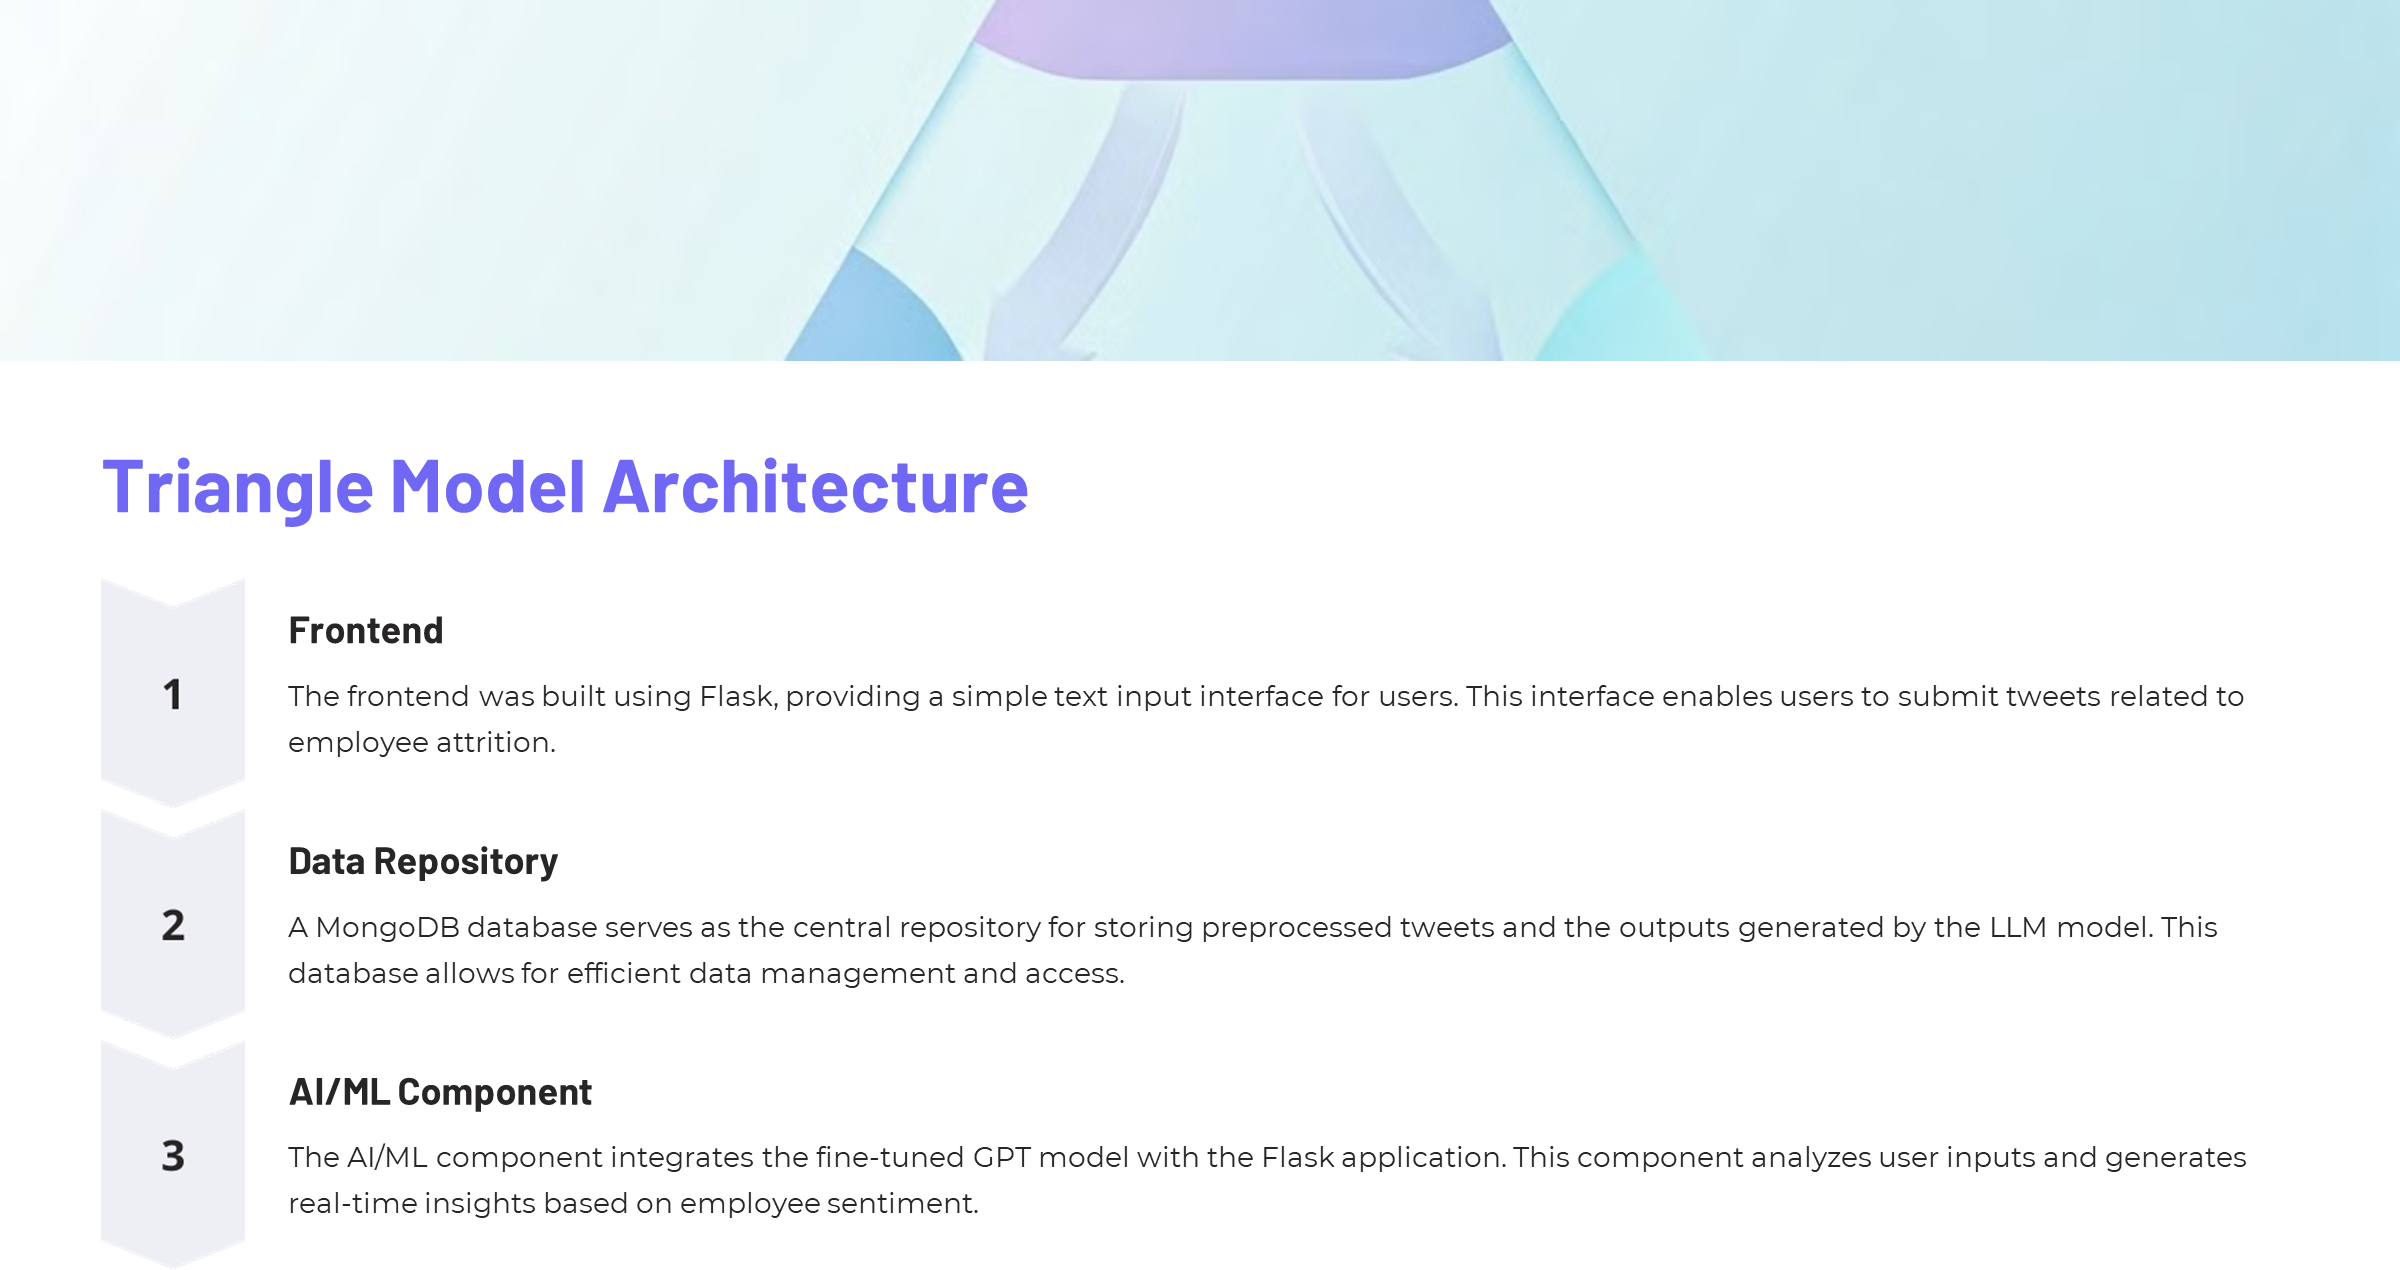 Triangle Model Architecture
1
Frontend
The frontend was built using Flask, providing a simple text input interface for users. This interface enables users to submit tweets related to
employee attrition.
2
Data Repository
A MongoDB database serves as the central repository for storing preprocessed tweets and the outputs generated by the LLM model. This
database allows for efficient data management and access.
3
AI/ML Component
The AI/ML component integrates the fine-tuned GPT model with the Flask application. This component analyzes user inputs and generates
real-time insights based on employee sentiment.